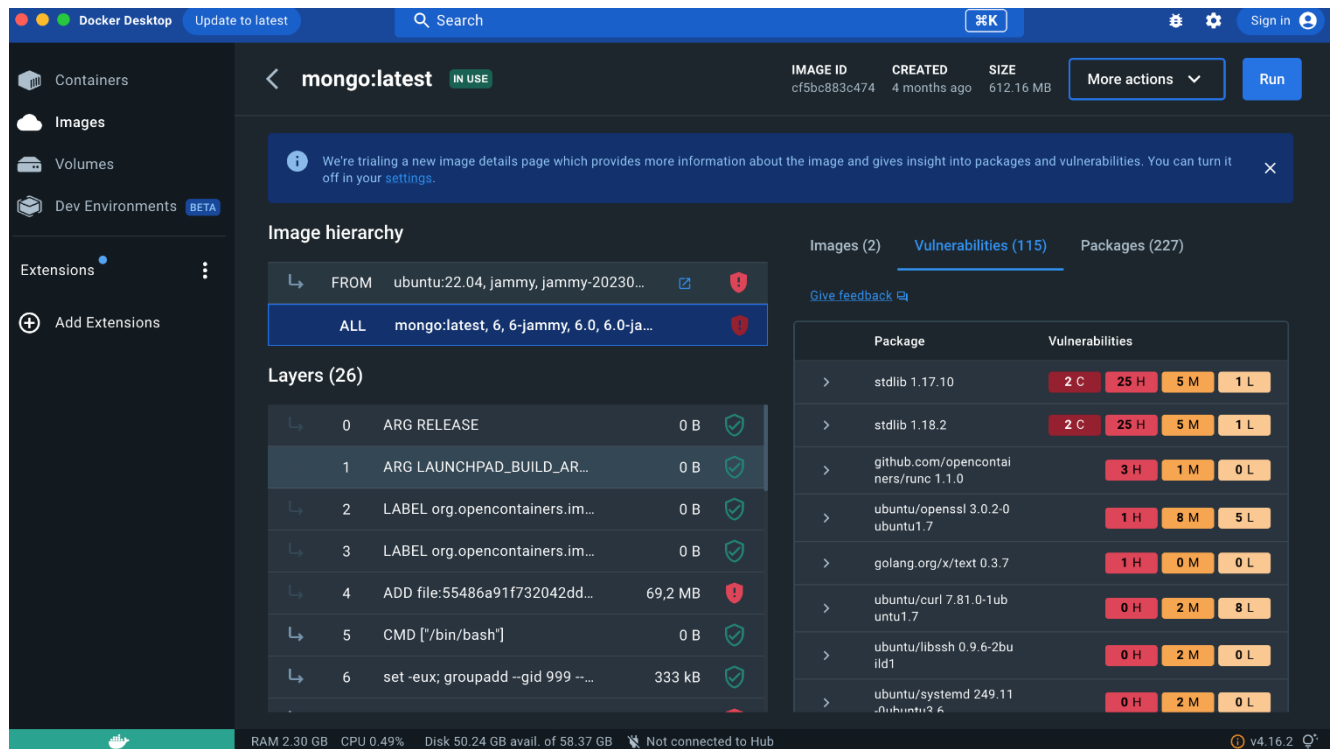 Docker Desktop Update to latest
Search
⌘K
Sign in
Containers
Images
Volumes
Dev Environments BETA
Extensions
Add Extensions
mongo:latest IN USE
IMAGE ID
cf5bc883c474
CREATED
4 months ago
SIZE
612.16 MB
More actions
Run
We're trialing a new image details page which provides more information about the image and gives insight into packages and vulnerabilities. You can turn it
off in your settings.
Image hierarchy
FROM ubuntu:22.04, jammy, jammy-20230...
ALL mongo:latest, 6, 6-jammy, 6.0, 6.0-ja...
Layers (26)
0 ARG RELEASE 0 B
1 ARG LAUNCHPAD_BUILD_AR... 0 B
2 LABEL org.opencontainers.im... 0 B
3 LABEL org.opencontainers.im... 0 B
4 ADD file:55486a91f732042dd... 69,2 MB
5 CMD ["/bin/bash"] 0 B
6 set -eux; groupadd --gid 999 --... 333 kB
Images (2) Vulnerabilities (115) Packages (227)
Give feedback
Package Vulnerabilities
stdlib 1.17.10 2 C 25 H 5 M 1 L
stdlib 1.18.2 2 C 25 H 5 M 1 L
github.com/opencontai
ners/runc 1.1.0 3 H 1 M 0 L
ubuntu/openssl 3.0.2-0
ubuntu1.7 1 H 8 M 5 L
golang.org/x/text 0.3.7 1 H 0 M 0 L
ubuntu/curl 7.81.0-1ub
untu1.7 0 H 2 M 8 L
ubuntu/libssh 0.9.6-2bu
ild1 0 H 2 M 0 L
ubuntu/systemd 249.11
-0ubuntu3.6 0 H 2 M 0 L
RAM 2.30 GB CPU 0.49% Disk 50.24 GB avail. of 58.37 GB Not connected to Hub
v4.16.2